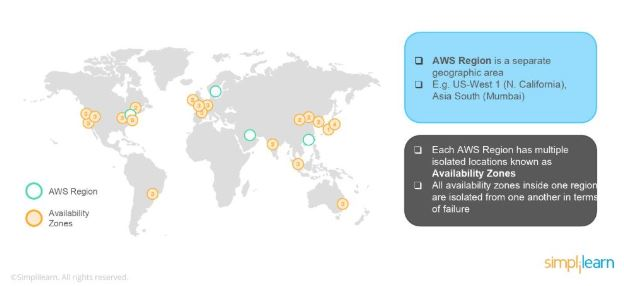 ❑ AWS Region is a separate
geographic area
❑ E.g. US-West 1 (N. California),
Asia South (Mumbai)
❑ Each AWS Region has multiple
isolated locations known as
Availability Zones
❑ All availability zones inside one region
are isolated from one another in terms
of failure
AWS Region
Availability
Zones
simplilearn
©Simplilearn. All rights reserved.